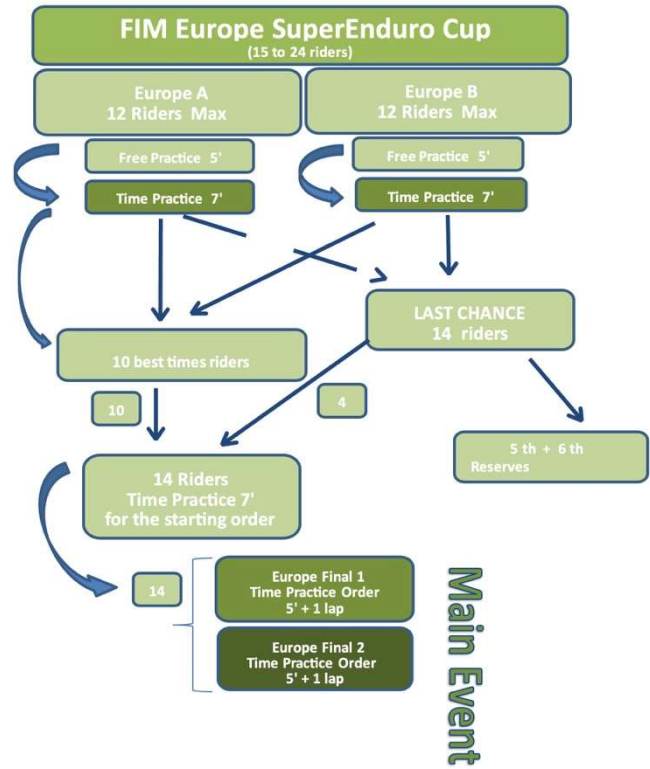 FIM Europe SuperEnduro Cup
(15 to 24 riders)
Europe A
12 Riders Max
Europe B
12 Riders Max
Free Practice 5'
Free Practice 5'
Time Practice 7'
Time Practice 7'
LAST CHANCE
14 riders
10 best times riders
10
4
5 th + 6 th
Reserves
14 Riders
Time Practice 7'
for the starting order
14
Europe Final 1
Time Practice Order
5' + 1 lap
Europe Final 2
Time Practice Order
5' + 1 lap
Main Event